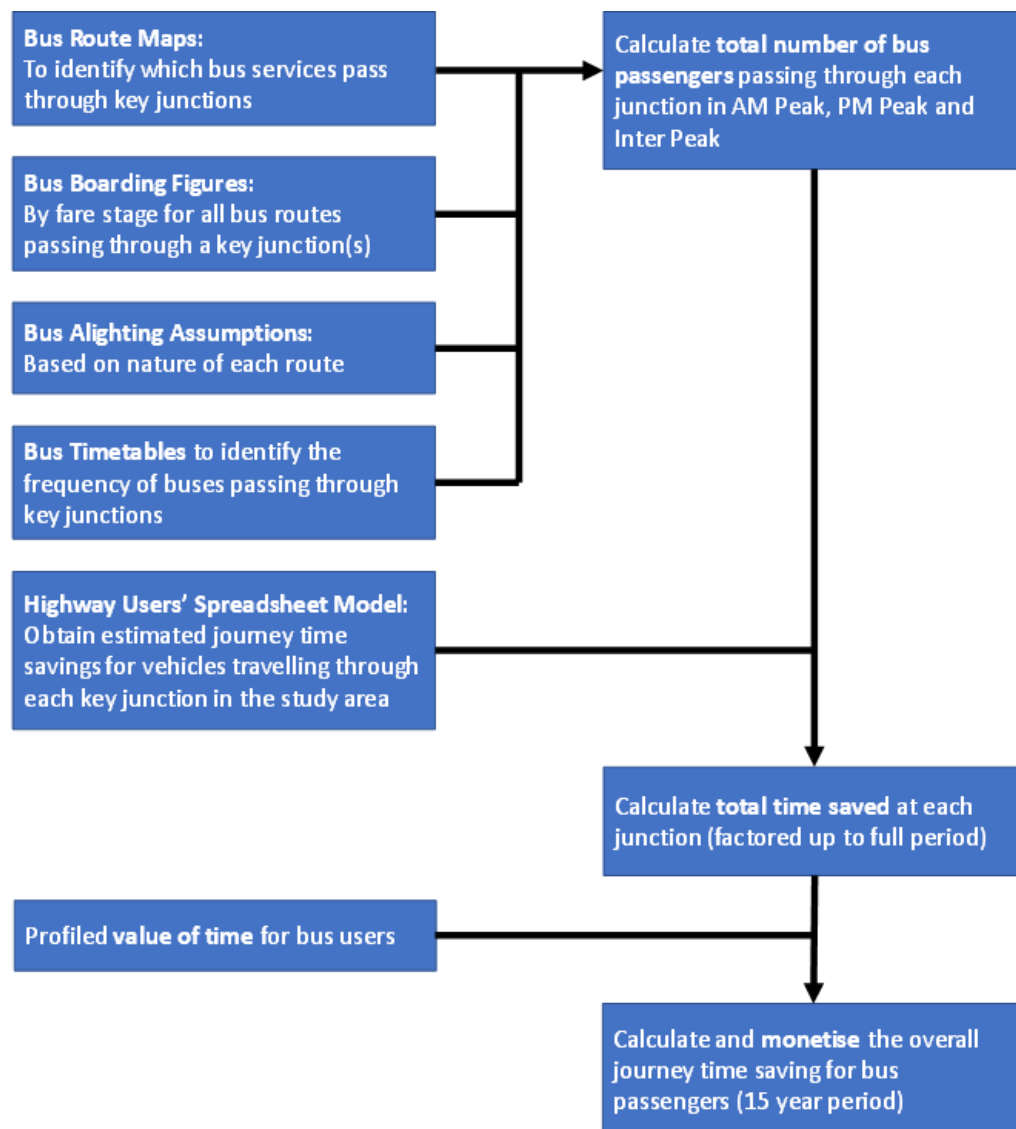 Bus Route Maps:
To identify which bus services pass
through key junctions
Calculate total number of bus
passengers passing through each
junction in AM Peak, PM Peak and
Inter Peak
Bus Boarding Figures:
By fare stage for all bus routes
passing through a key junction(s)
Bus Alighting Assumptions:
Based on nature of each route
Bus Timetables to identify the
frequency of buses passing through
key junctions
Highway Users' Spreadsheet Model:
Obtain estimated journey time
savings for vehicles travelling through
each key junction in the study area
Calculate total time saved at each
junction (factored up to full period)
Profiled value of time for bus users
Calculate and monetise the overall
journey time saving for bus
passengers (15 year period)